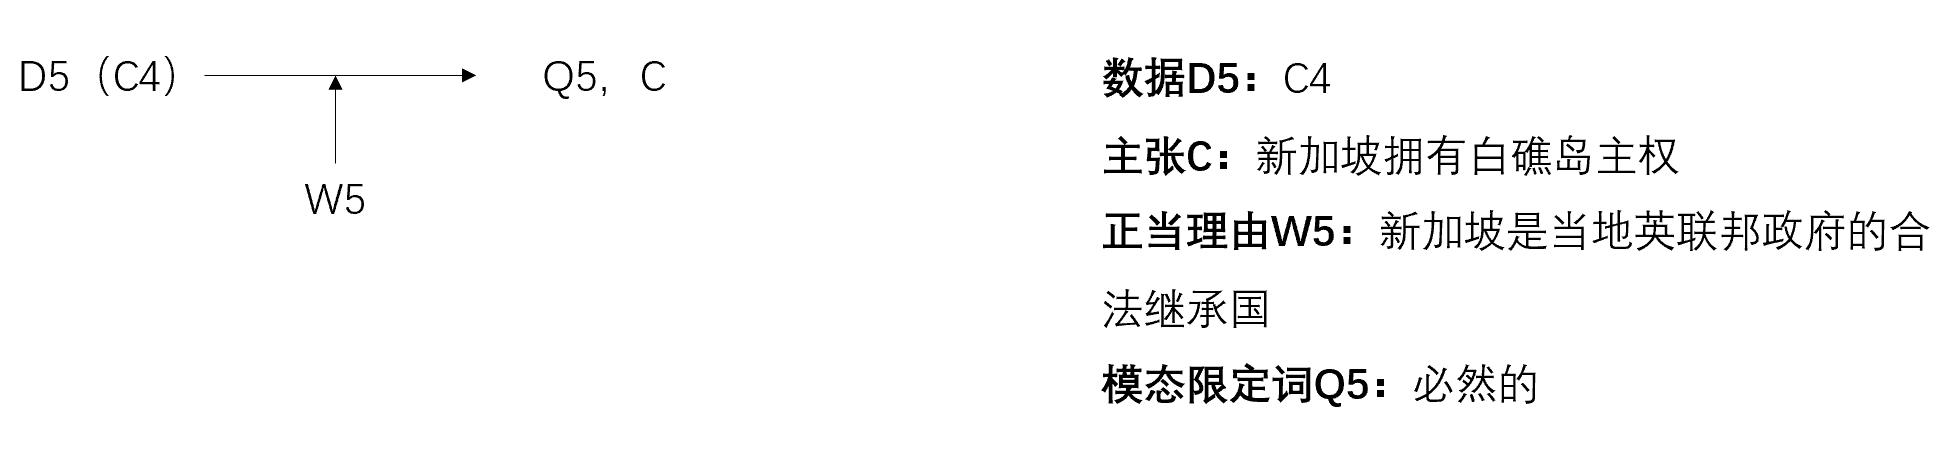 D5（C4）
Q5，C
W5
数据D5：C4
主张C：新加坡拥有白礁岛主权
正当理由W5：新加坡是当地英联邦政府的合
法继承国
模态限定词Q5：必然的